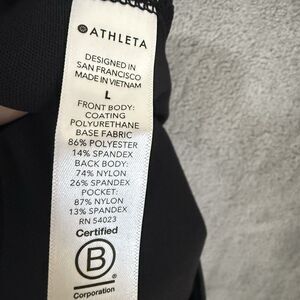 ATHLETA
DESIGNED IN
SAN FRANCISCO
MADE IN VIETNAM
L
FRONT BODY:
COATING
POLYURETHANE
BASE FABRIC
86% POLYESTER
14% SPANDEX
BACK BODY:
74% NYLON
26% SPANDEX
POCKET:
87% NYLON
13% SPANDEX
RN 54023
Certified
B
Corporation